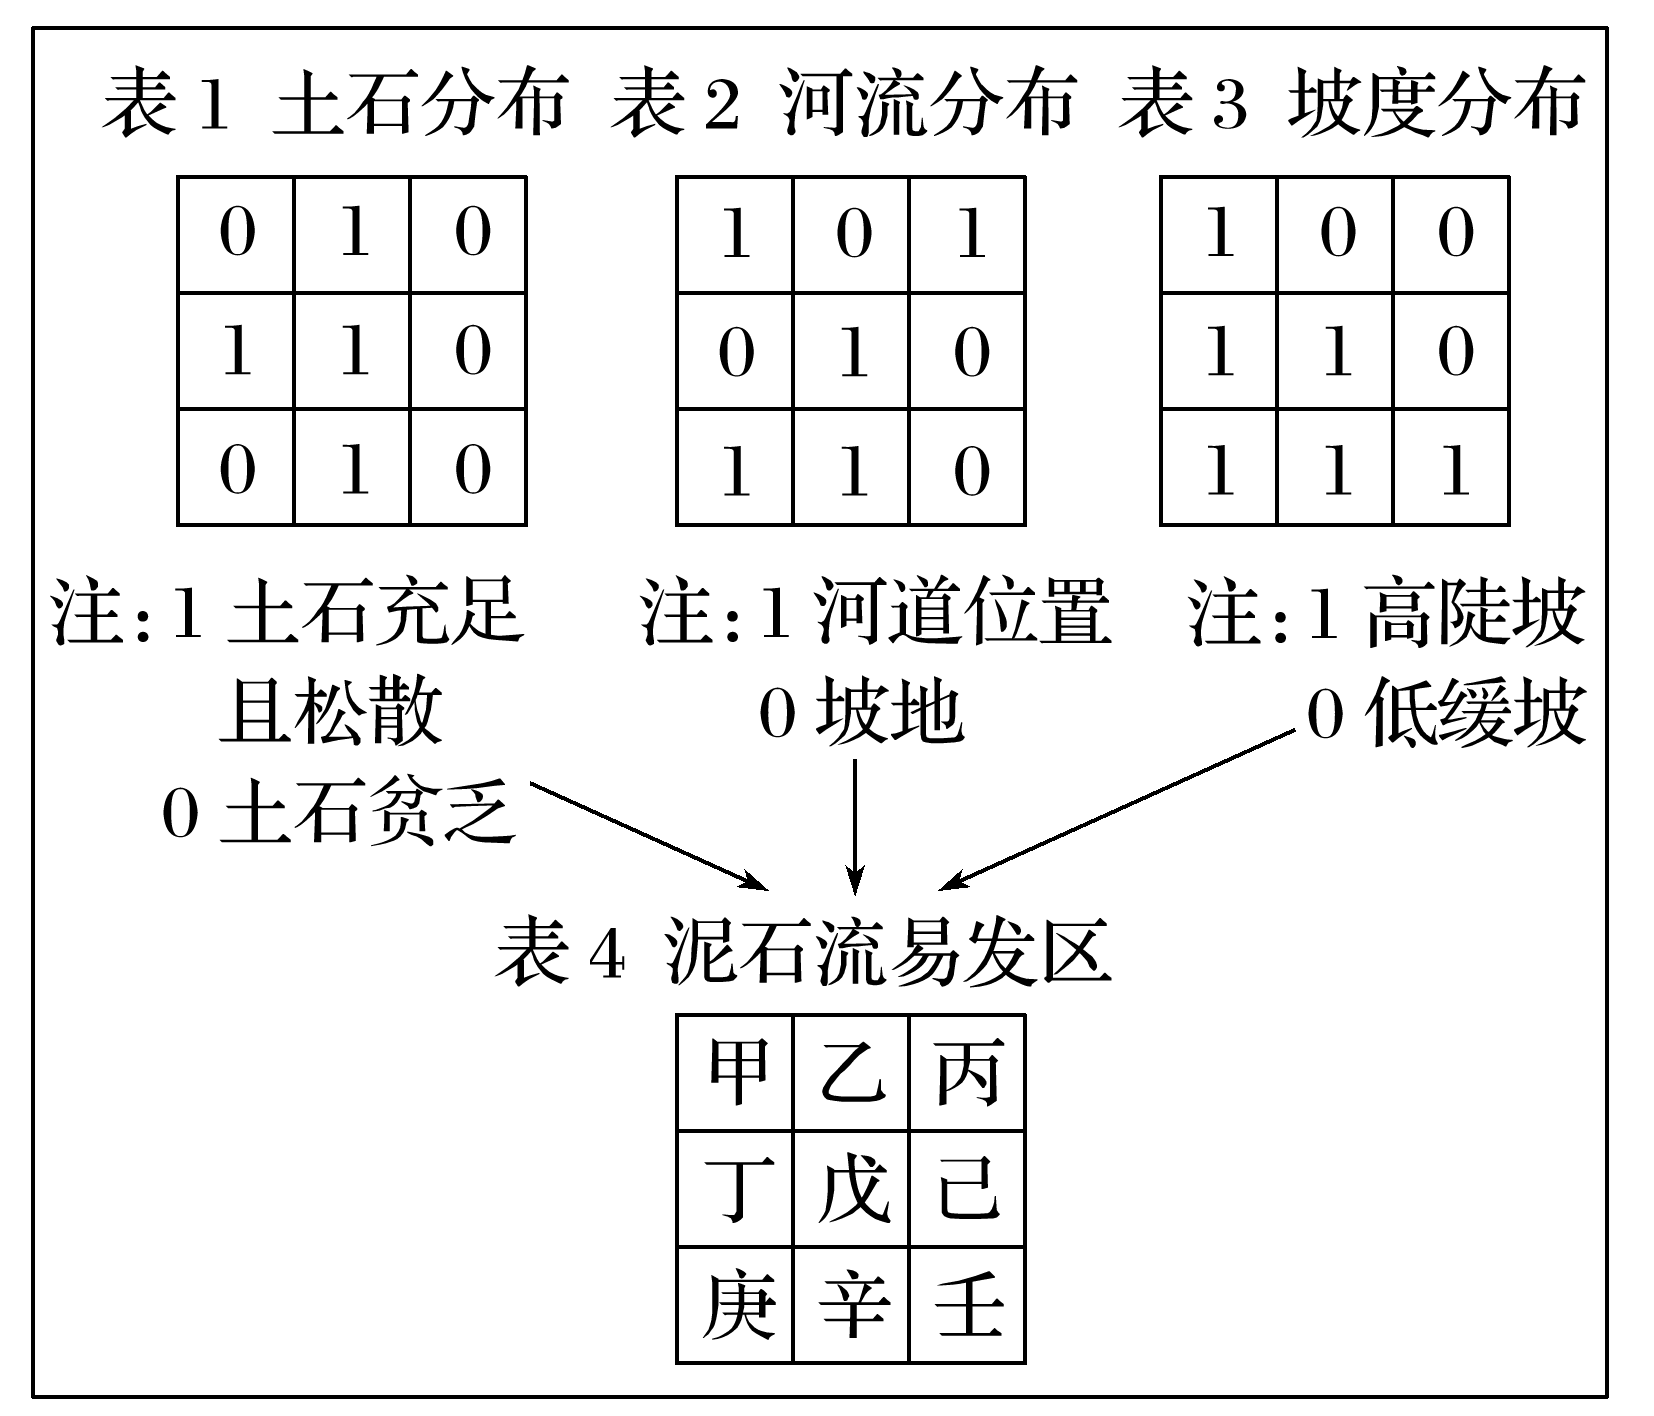 表1 土石分布 表2 河流分布 表3 坡度分布
0 1 0 1 0 1 1 0 0
1 1 0 0 1 0 1 1 0
0 1 0 1 1 0 1 1 1
注:1 土石充足 注:1 河道位置 注:1 高陡坡
且松散 0 坡地 0 低缓坡
0 土石贫乏
表4 泥石流易发区
甲 乙 丙
丁 戊 己
庚 辛 壬